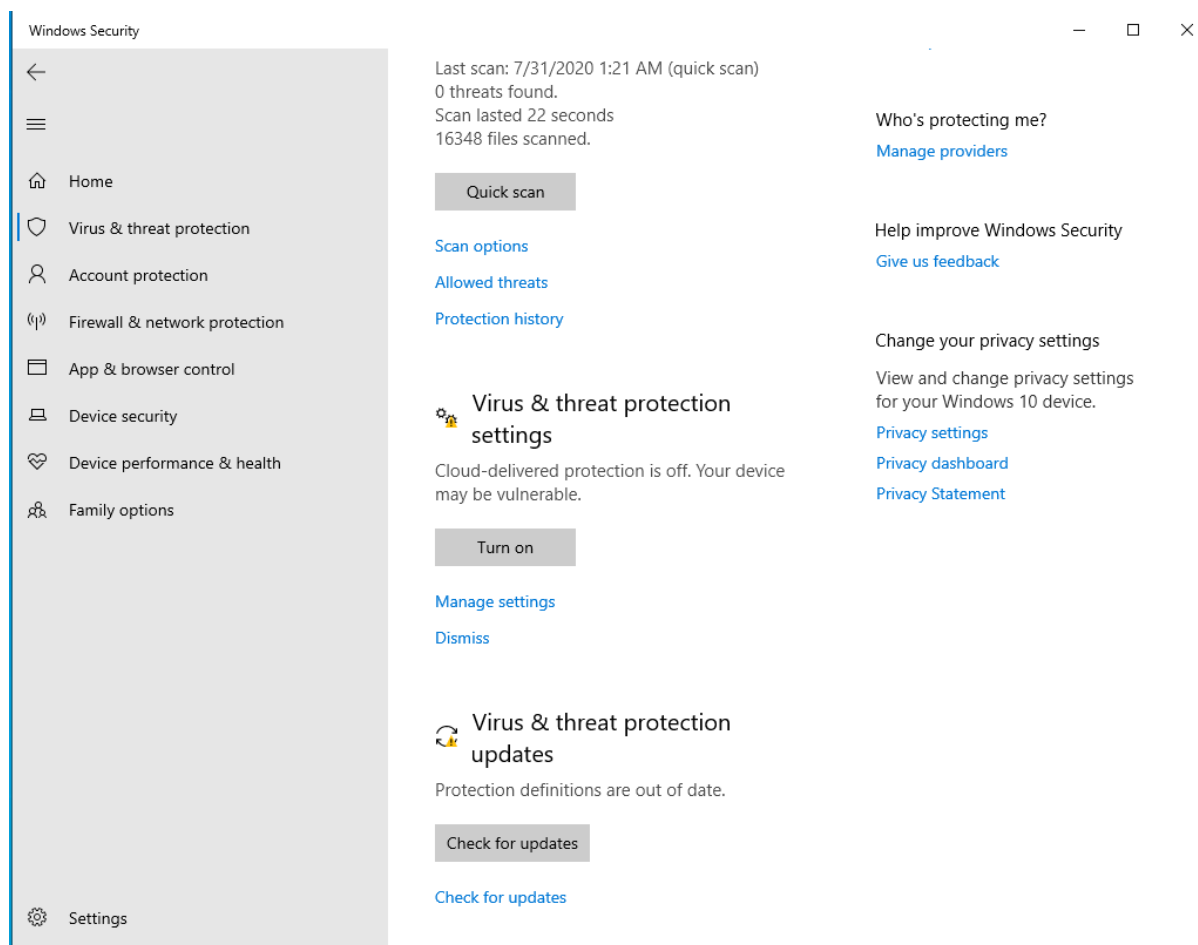 Windows Security
Home
Virus & threat protection
Account protection
Firewall & network protection
App & browser control
Device security
Device performance & health
Family options
Settings
Last scan: 7/31/2020 1:21 AM (quick scan)
0 threats found.
Scan lasted 22 seconds
16348 files scanned.
Quick scan
Scan options
Allowed threats
Protection history
Virus & threat protection
settings
Cloud-delivered protection is off. Your device
may be vulnerable.
Turn on
Manage settings
Dismiss
Virus & threat protection
updates
Protection definitions are out of date.
Check for updates
Check for updates
Who's protecting me?
Manage providers
Help improve Windows Security
Give us feedback
Change your privacy settings
View and change privacy settings
for your Windows 10 device.
Privacy settings
Privacy dashboard
Privacy Statement